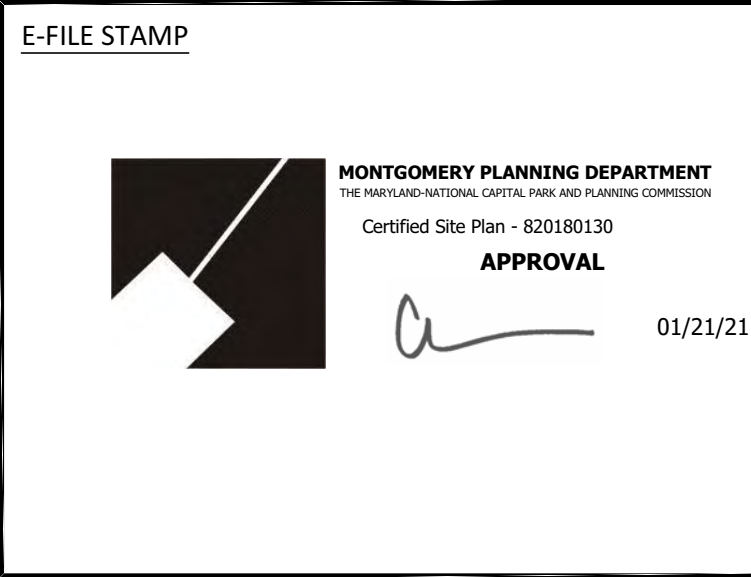 E-FILE STAMP
MONTGOMERY PLANNING DEPARTMENT
THE MARYLAND-NATIONAL CAPITAL PARK AND PLANNING COMMISSION
Certified Site Plan - 820180130
APPROVAL
01/21/21